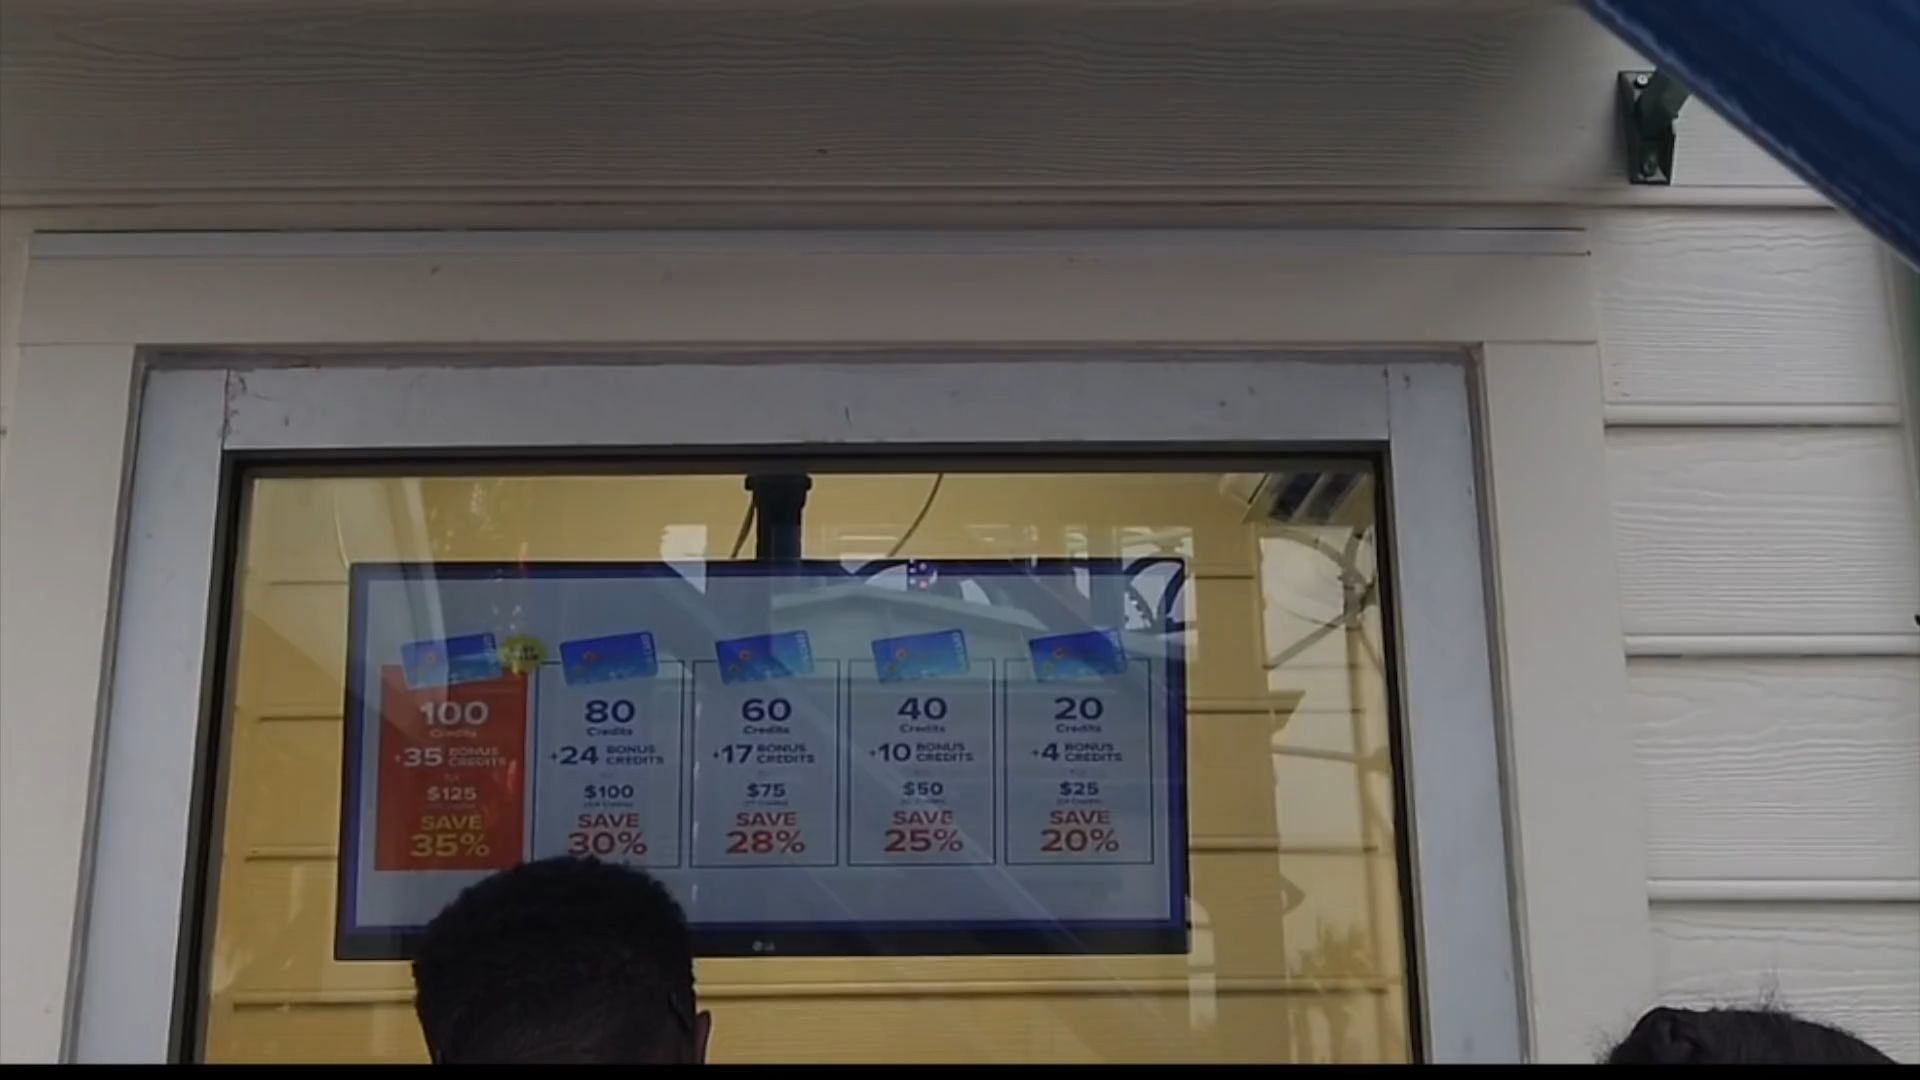 100
Credits
+35 BONUS
CREDITS
$125
SAVE
35%
80
Credits
+24 BONUS
CREDITS
$100
SAVE
30%
60
Credits
+17 BONUS
CREDITS
$75
SAVE
28%
40
Credits
+10 BONUS
CREDITS
$50
SAVE
25%
20
Credits
+4 BONUS
CREDITS
$25
SAVE
20%
LG